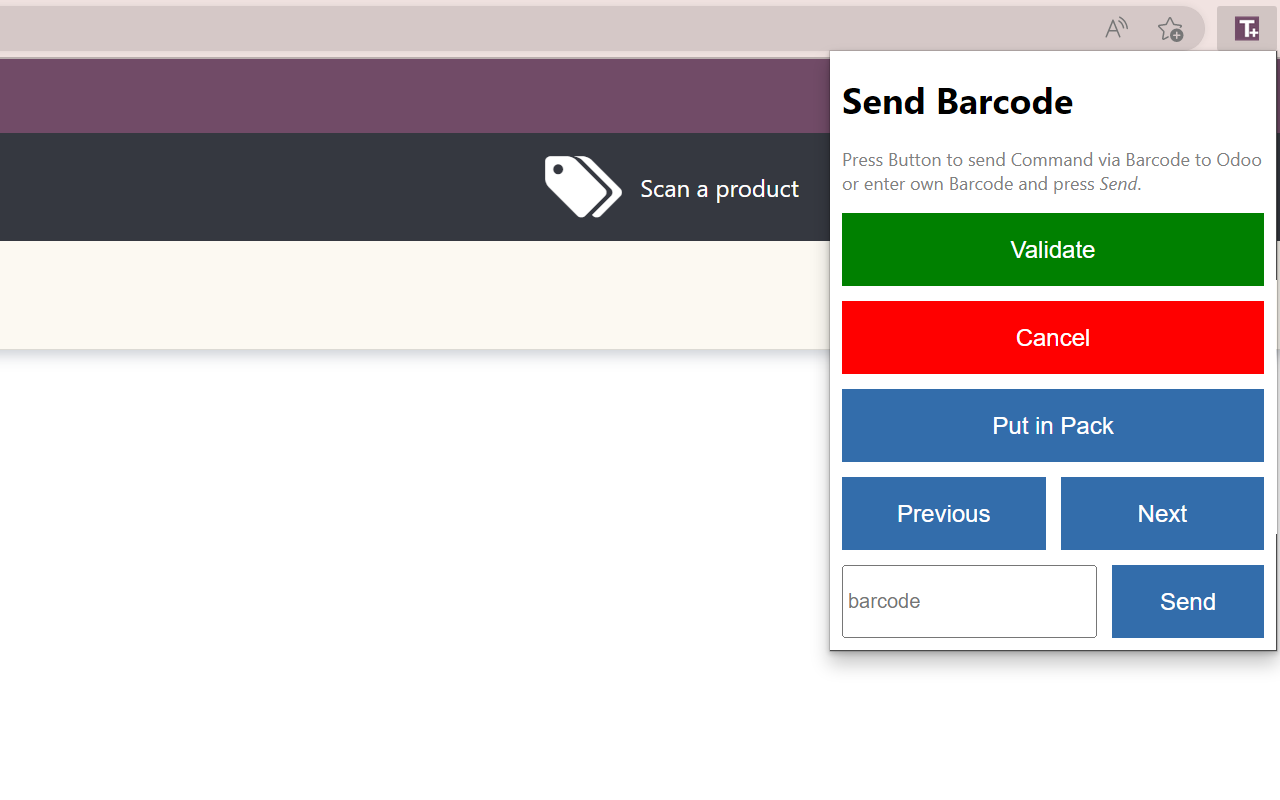 T+
Send Barcode
Press Button to send Command via Barcode to Odoo
or enter own Barcode and press Send.
Scan a product
Validate
Cancel
Put in Pack
Previous
Next
barcode
Send